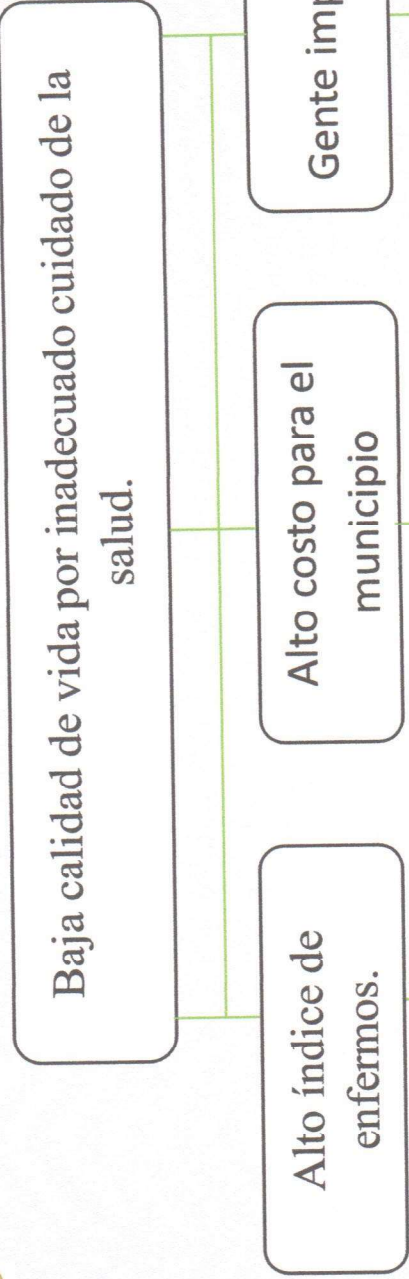 Baja calidad de vida por inadecuado cuidado de la
salud.
Alto índice de
enfermos.
Alto costo para el
municipio
Gente